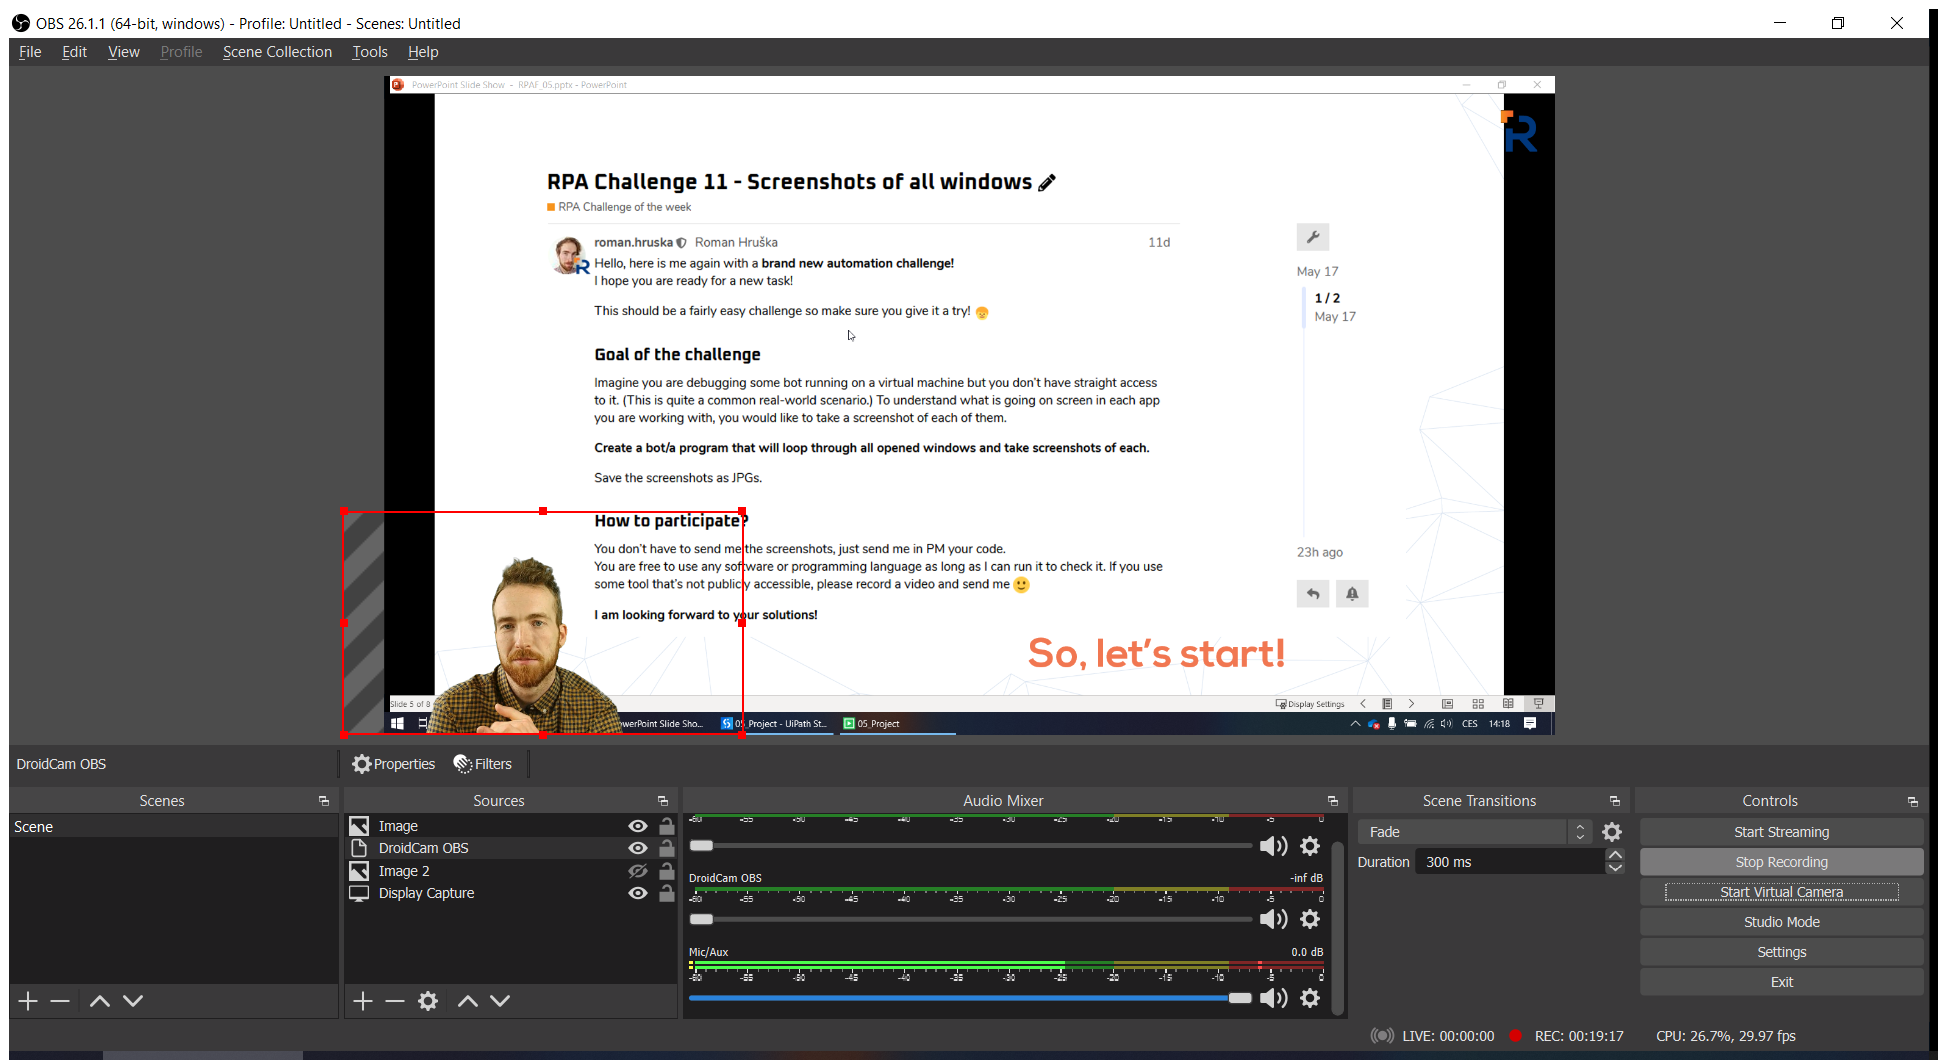 OBS 26.1.1 (64-bit, windows) - Profile: Untitled - Scenes: Untitled
File Edit View Profile Scene Collection Tools Help
PowerPoint Slide Show - RPAF_05.pptx - PowerPoint
R
RPA Challenge 11 - Screenshots of all windows
RPA Challenge of the week
roman.hruska Roman Hruška 11d
Hello, here is me again with a brand new automation challenge!
I hope you are ready for a new task!
May 17
1 / 2
May 17
This should be a fairly easy challenge so make sure you give it a try!
Goal of the challenge
Imagine you are debugging some bot running on a virtual machine but you don't have straight access
to it. (This is quite a common real-world scenario.) To understand what is going on screen in each app
you are working with, you would like to take a screenshot of each of them.
Create a bot/a program that will loop through all opened windows and take screenshots of each.
Save the screenshots as JPGs.
How to participate?
You don't have to send me the screenshots, just send me in PM your code.
You are free to use any software or programming language as long as I can run it to check it. If you use
some tool that's not publicly accessible, please record a video and send me
23h ago
I am looking forward to your solutions!
So, let's start!
Slide 5 of 8 Display Settings
werPoint Slide Sho... 05_Project - UiPath St... 05_Project CES 14:18
DroidCam OBS Properties Filters
Scenes Sources Audio Mixer Scene Transitions Controls
Scene
Image
DroidCam OBS
Image 2
Display Capture
-60 -55 -50 -45 -40 -35 -30 -25 -20 -15 -10 -5 0
DroidCam OBS -inf dB
-60 -55 -50 -45 -40 -35 -30 -25 -20 -15 -10 -5 0
Mic/Aux 0.0 dB
-60 -55 -50 -45 -40 -35 -30 -25 -20 -15 -10 -5 0
Fade
Duration 300 ms
Start Streaming
Stop Recording
Start Virtual Camera
Studio Mode
Settings
Exit
LIVE: 00:00:00 REC: 00:19:17 CPU: 26.7%, 29.97 fps